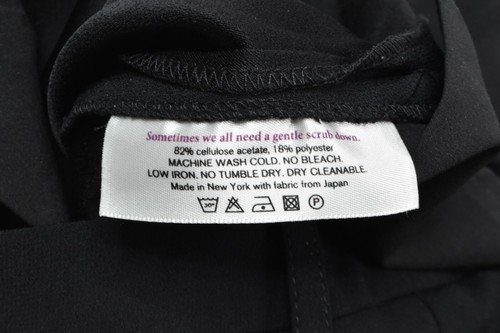 Sometimes we all need a gentle scrub down.
82% cellulose acetate, 18% polyester
MACHINE WASH COLD. NO BLEACH.
LOW IRON. NO TUMBLE DRY. DRY CLEANABLE.
Made in New York with fabric from Japan
30° P